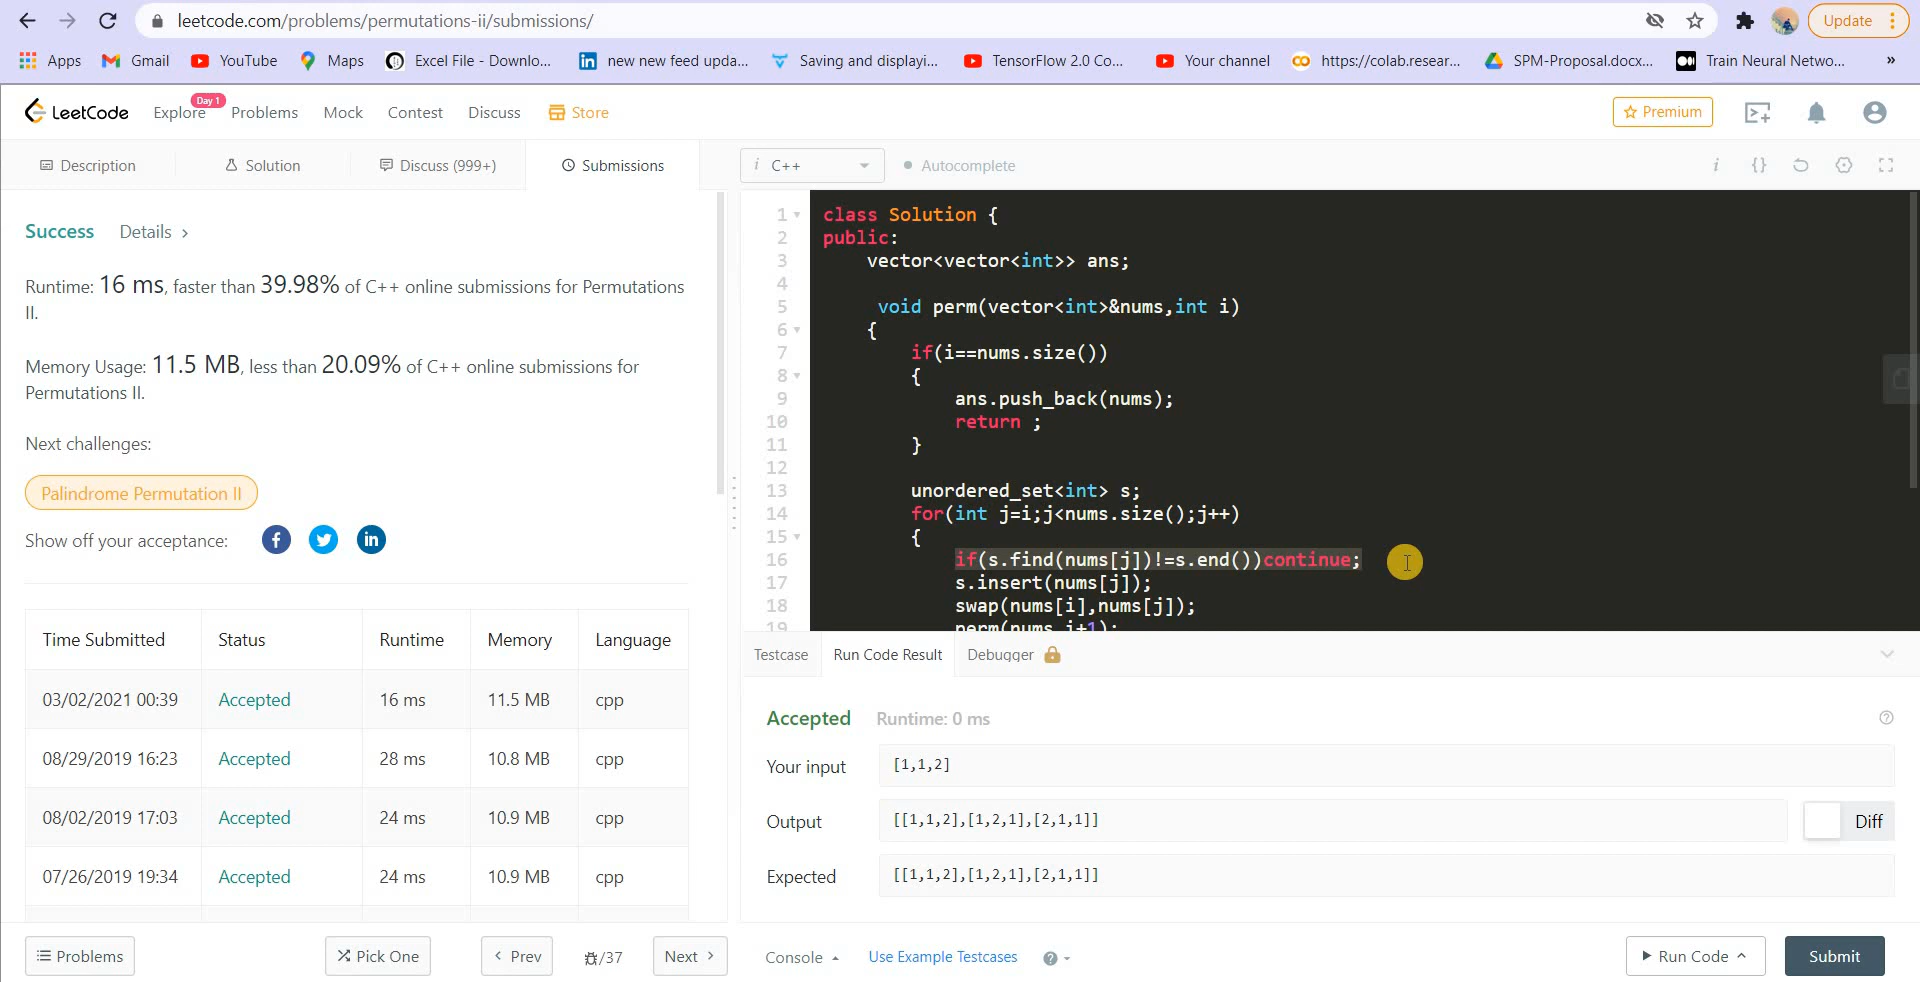 leetcode.com/problems/permutations-ii/submissions/
Update
Apps
Gmail
YouTube
Maps
Excel File - Downlo...
new new feed upda...
Saving and displayi...
TensorFlow 2.0 Co...
Your channel
https://colab.resear...
SPM-Proposal.docx...
Train Neural Netwo...
»
LeetCode
Explore
Day 1
Problems
Mock
Contest
Discuss
Store
Premium
Description
Solution
Discuss (999+)
Submissions
i C++
Autocomplete
Success
Details >
Runtime: 16 ms, faster than 39.98% of C++ online submissions for Permutations
II.
Memory Usage: 11.5 MB, less than 20.09% of C++ online submissions for
Permutations II.
Next challenges:
Palindrome Permutation II
Show off your acceptance:
Time Submitted Status Runtime Memory Language
03/02/2021 00:39 Accepted 16 ms 11.5 MB cpp
08/29/2019 16:23 Accepted 28 ms 10.8 MB cpp
08/02/2019 17:03 Accepted 24 ms 10.9 MB cpp
07/26/2019 19:34 Accepted 24 ms 10.9 MB cpp
1 class Solution {
2 public:
3 vector<vector<int>> ans;
4
5 void perm(vector<int>&nums,int i)
6 {
7 if(i==nums.size())
8 {
9 ans.push_back(nums);
10 return ;
11 }
12
13 unordered_set<int> s;
14 for(int j=i;j<nums.size();j++)
15 {
16 if(s.find(nums[j])!=s.end())continue;
17 s.insert(nums[j]);
18 swap(nums[i],nums[j]);
19 perm(nums,i+1);
Testcase
Run Code Result
Debugger
Accepted Runtime: 0 ms
Your input [1,1,2]
Output [[1,1,2],[1,2,1],[2,1,1]]
Diff
Expected [[1,1,2],[1,2,1],[2,1,1]]
Problems
Pick One
< Prev
/37
Next >
Console
Use Example Testcases
Run Code
Submit